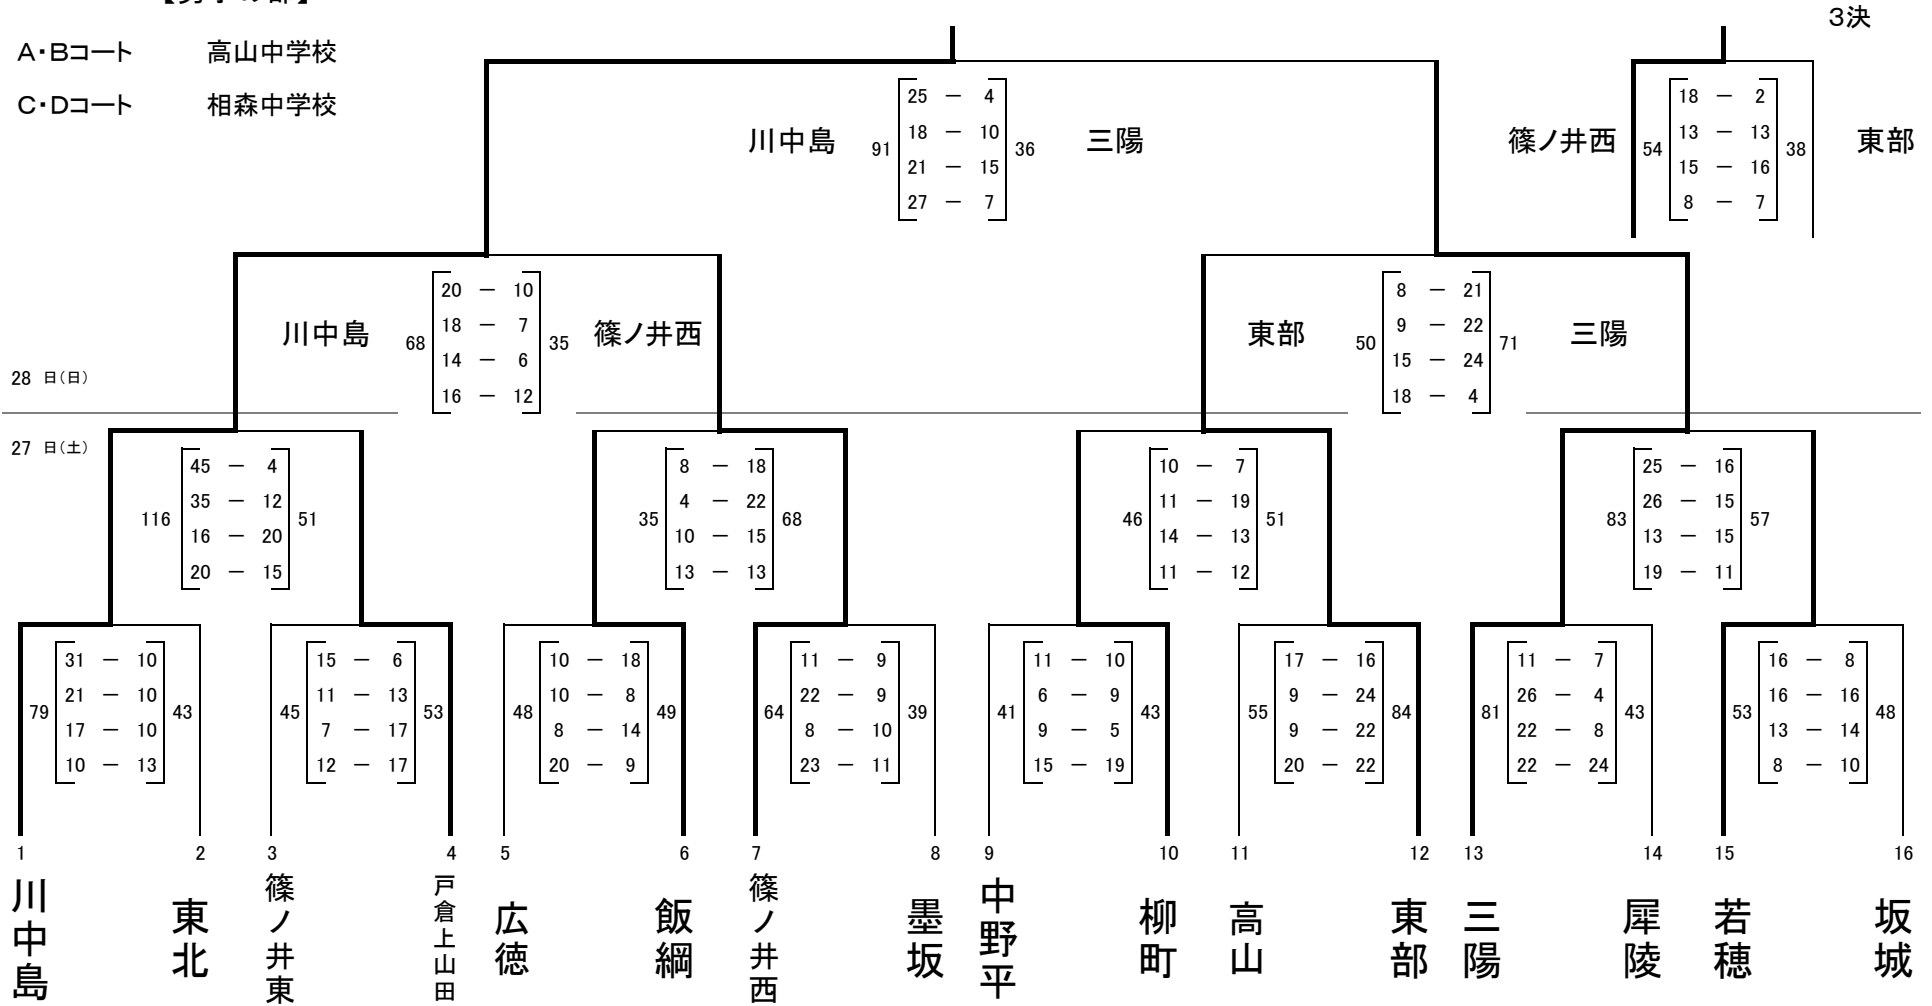 【男子の部】
3決
A・Bコート 高山中学校
C・Dコート 相森中学校
川中島 91 36 三陽
25 － 4
18 － 10
21 － 15
27 － 7
篠ノ井西 54 38 東部
18 － 2
13 － 13
15 － 16
8 － 7
川中島 68 35 篠ノ井西
20 － 10
18 － 7
14 － 6
16 － 12
東部 50 71 三陽
8 － 21
9 － 22
15 － 24
18 － 4
28 日(日)
27 日(土)
116 51
45 － 4
35 － 12
16 － 20
20 － 15
35 68
8 － 18
4 － 22
10 － 15
13 － 13
46 51
10 － 7
11 － 19
14 － 13
11 － 12
83 57
25 － 16
26 － 15
13 － 15
19 － 11
79 43
31 － 10
21 － 10
17 － 10
10 － 13
45 53
15 － 6
11 － 13
7 － 17
12 － 17
48 49
10 － 18
10 － 8
8 － 14
20 － 9
64 39
11 － 9
22 － 9
8 － 10
23 － 11
41 43
11 － 10
6 － 9
9 － 5
15 － 19
55 84
17 － 16
9 － 24
9 － 22
20 － 22
81 43
11 － 7
26 － 4
22 － 8
22 － 24
53 48
16 － 8
16 － 16
13 － 14
8 － 10
1 2 3 4 5 6 7 8 9 10 11 12 13 14 15 16
川中島
東北
篠ノ井東
戸倉上山田
広徳
飯綱
篠ノ井西
墨坂
中野平
柳町
高山
東部
三陽
犀陵
若穂
坂城